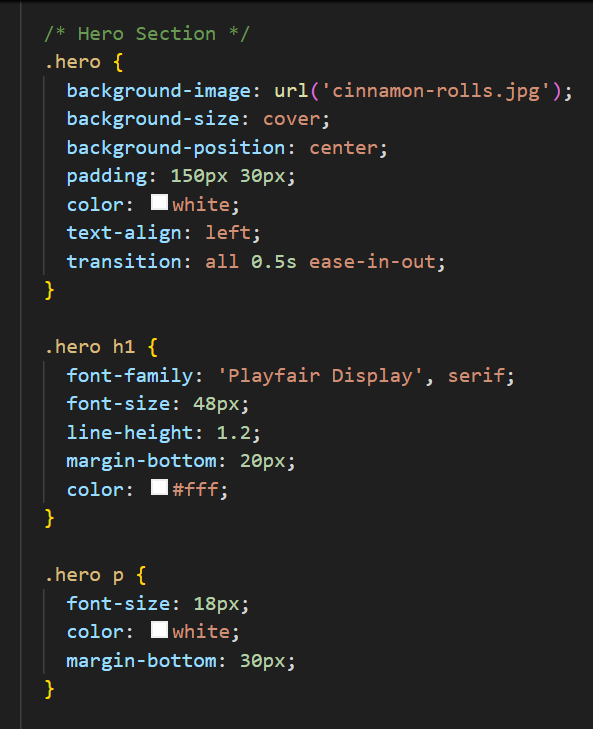 /* Hero Section */
.hero {
  background-image: url('cinnamon-rolls.jpg');
  background-size: cover;
  background-position: center;
  padding: 150px 30px;
  color: white;
  text-align: left;
  transition: all 0.5s ease-in-out;
}

.hero h1 {
  font-family: 'Playfair Display', serif;
  font-size: 48px;
  line-height: 1.2;
  margin-bottom: 20px;
  color: #fff;
}

.hero p {
  font-size: 18px;
  color: white;
  margin-bottom: 30px;
}